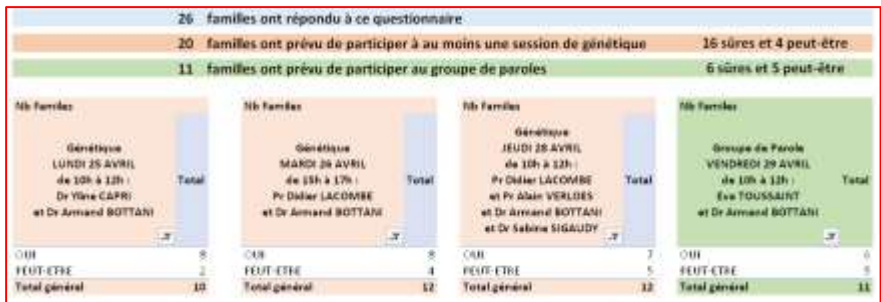 26 familles ont répondu à ce questionnaire
20 familles ont prévu de participer à au moins une session de génétique 16 sûres et 4 peut-être
11 familles ont prévu de participer au groupe de paroles 6 sûres et 5 peut-être
Nb Familes
Génétique
LUNDI 25 AVRIL
de 10h à 12h :
Dr Yline CAPRI
et Dr Armand BOTTANI
Total
OUI 8
PEUT-ETRE 2
Total général 10
Nb Familes
Génétique
MARDI 26 AVRIL
de 15h à 17h :
Pr Didier LACOMBE
et Dr Armand BOTTANI
Total
OUI 8
PEUT-ETRE 4
Total général 12
Nb Familes
Génétique
JEUDI 28 AVRIL
de 10h à 12h :
Pr Didier LACOMBE
et Pr Alain VERLOES
et Dr Armand BOTTANI
et Dr Sabine SIGAUDY
Total
OUI 7
PEUT-ETRE 5
Total général 12
Nb Familes
Groupe de Parole
VENDREDI 29 AVRIL
de 10h à 12h :
Eva TOUSSAINT
et Dr Armand BOTTANI
Total
OUI 6
PEUT-ETRE 5
Total général 11